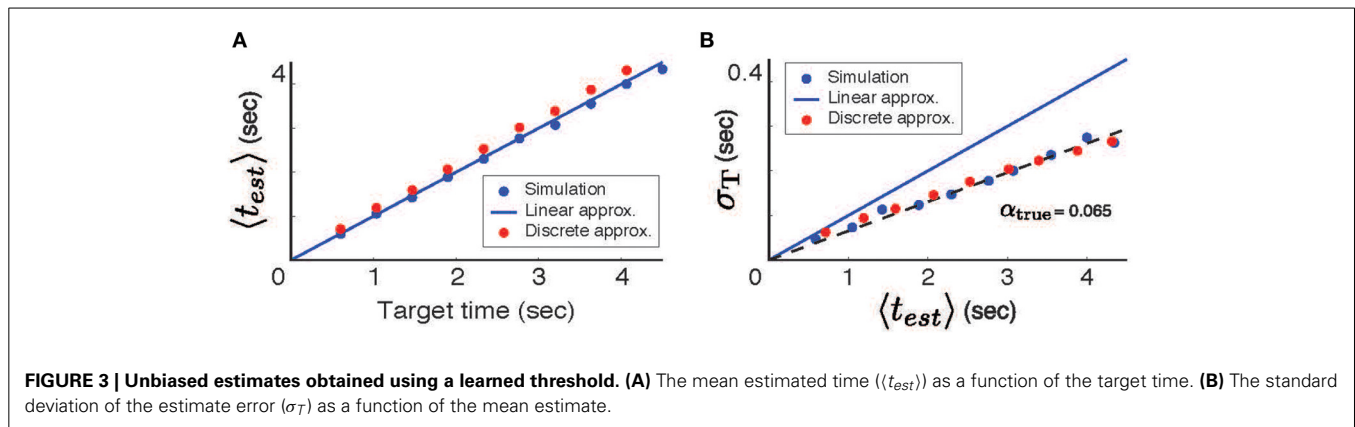 A
4
⟨t_est⟩ (sec)
Simulation
Linear approx.
Discrete approx.
0 1 2 3 4
Target time (sec)
B
0.4
σ_T (sec)
Simulation
Linear approx.
Discrete approx.
α_true = 0.065
0 1 2 3 4
⟨t_est⟩ (sec)
FIGURE 3 | Unbiased estimates obtained using a learned threshold. (A) The mean estimated time (⟨t_est⟩) as a function of the target time. (B) The standard
deviation of the estimate error (σ_T) as a function of the mean estimate.